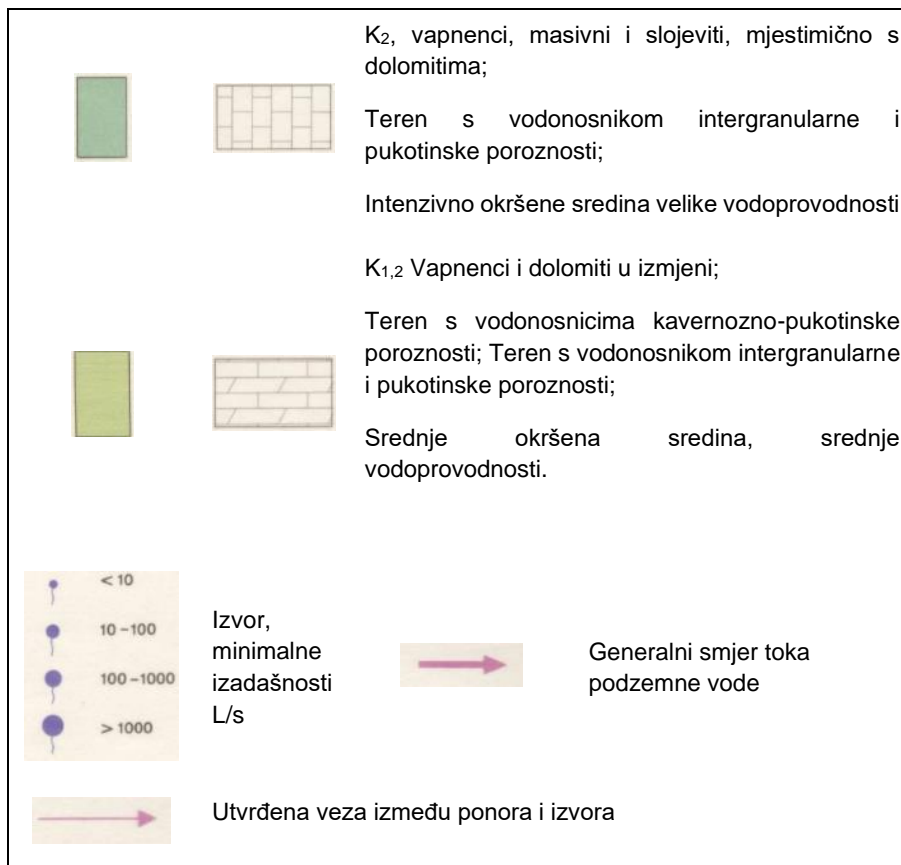 K2, vapnenci, masivni i slojeviti, mjestimično s
dolomitima;
Teren s vodonosnikom intergranularne i
pukotinske poroznosti;
Intenzivno okršene sredina velike vodoprovodnosti
K1,2 Vapnenci i dolomiti u izmjeni;
Teren s vodonosnicima kavernozno-pukotinske
poroznosti; Teren s vodonosnikom intergranularne
i pukotinske poroznosti;
Srednje okršena sredina, srednje
vodoprovodnosti.
< 10
10 – 100
100 – 1000
> 1000
Izvor,
minimalne
izadašnosti
L/s
Generalni smjer toka
podzemne vode
Utvrđena veza između ponora i izvora